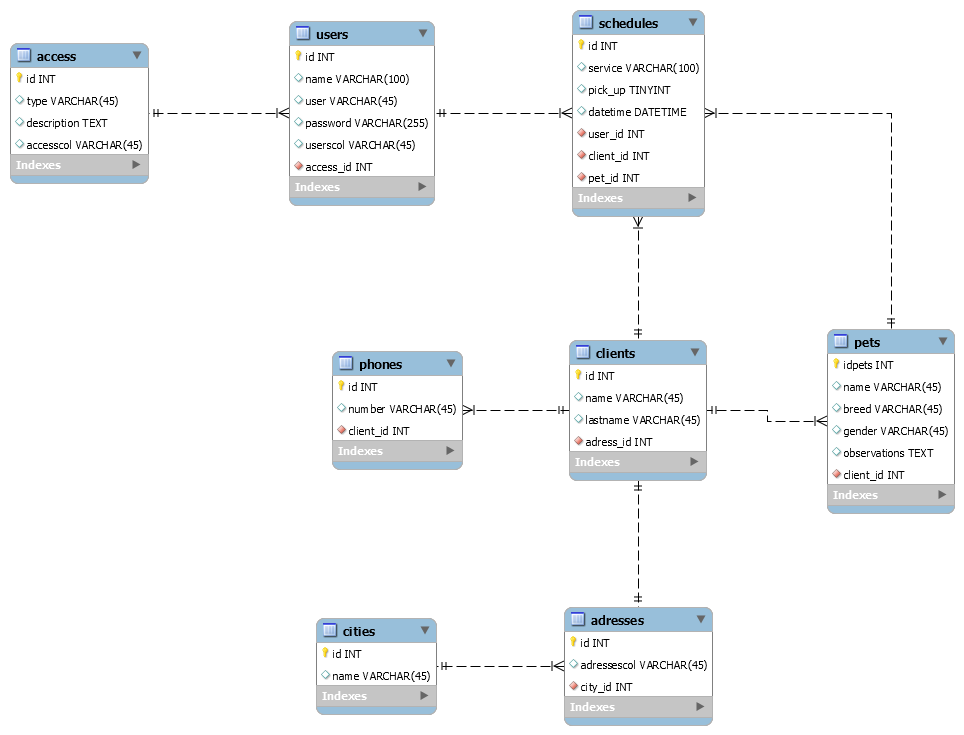 access
id INT
type VARCHAR(45)
description TEXT
accesscol VARCHAR(45)
Indexes
users
id INT
name VARCHAR(100)
user VARCHAR(45)
password VARCHAR(255)
userscol VARCHAR(45)
access_id INT
Indexes
schedules
id INT
service VARCHAR(100)
pick_up TINYINT
datetime DATETIME
user_id INT
client_id INT
pet_id INT
Indexes
phones
id INT
number VARCHAR(45)
client_id INT
Indexes
clients
id INT
name VARCHAR(45)
lastname VARCHAR(45)
adress_id INT
Indexes
pets
idpets INT
name VARCHAR(45)
breed VARCHAR(45)
gender VARCHAR(45)
observations TEXT
client_id INT
Indexes
cities
id INT
name VARCHAR(45)
Indexes
adresses
id INT
adressescol VARCHAR(45)
city_id INT
Indexes